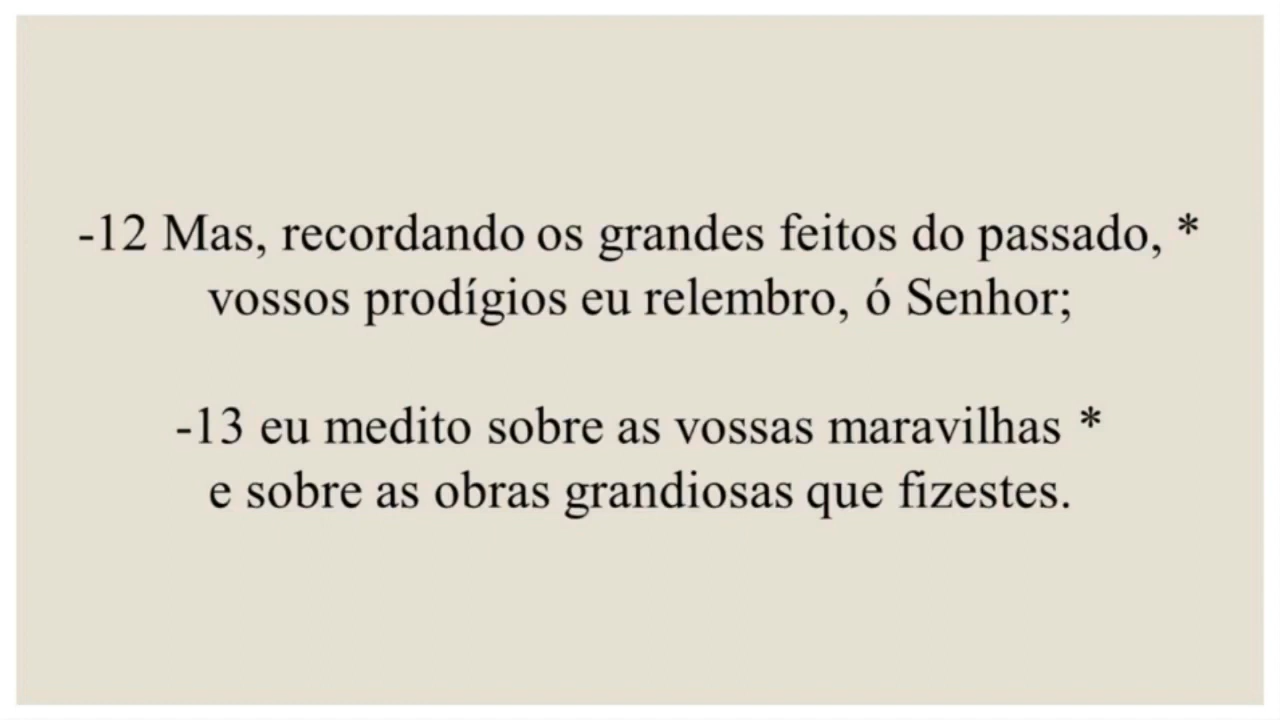 -12 Mas, recordando os grandes feitos do passado, *
vossos prodígios eu relembro, ó Senhor;
-13 eu medito sobre as vossas maravilhas *
e sobre as obras grandiosas que fizestes.